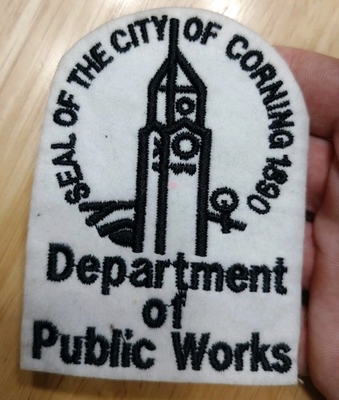 SEAL OF THE CITY OF CORNING 1890
Department
of
Public Works